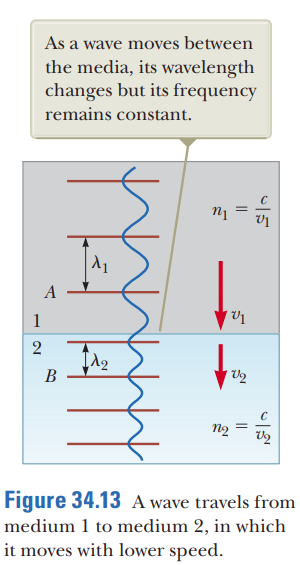 As a wave moves between
the media, its wavelength
changes but its frequency
remains constant.
n₁ = c/v₁
λ₁
A
1
v₁
2
λ₂
B
v₂
n₂ = c/v₂
Figure 34.13 A wave travels from
medium 1 to medium 2, in which
it moves with lower speed.